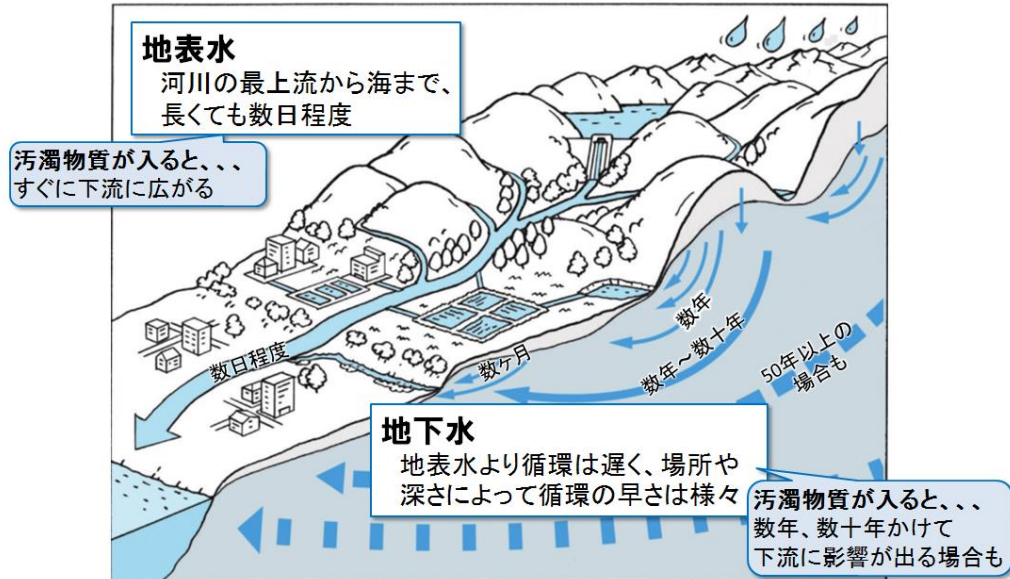 地表水
河川の最上流から海まで、
長くても数日程度
汚濁物質が入ると、、、
すぐに下流に広がる
数日程度
数ヶ月
数年
数年～数十年
50年以上の
場合も
地下水
地表水より循環は遅く、場所や
深さによって循環の早さは様々
汚濁物質が入ると、、、
数年、数十年かけて
下流に影響が出る場合も